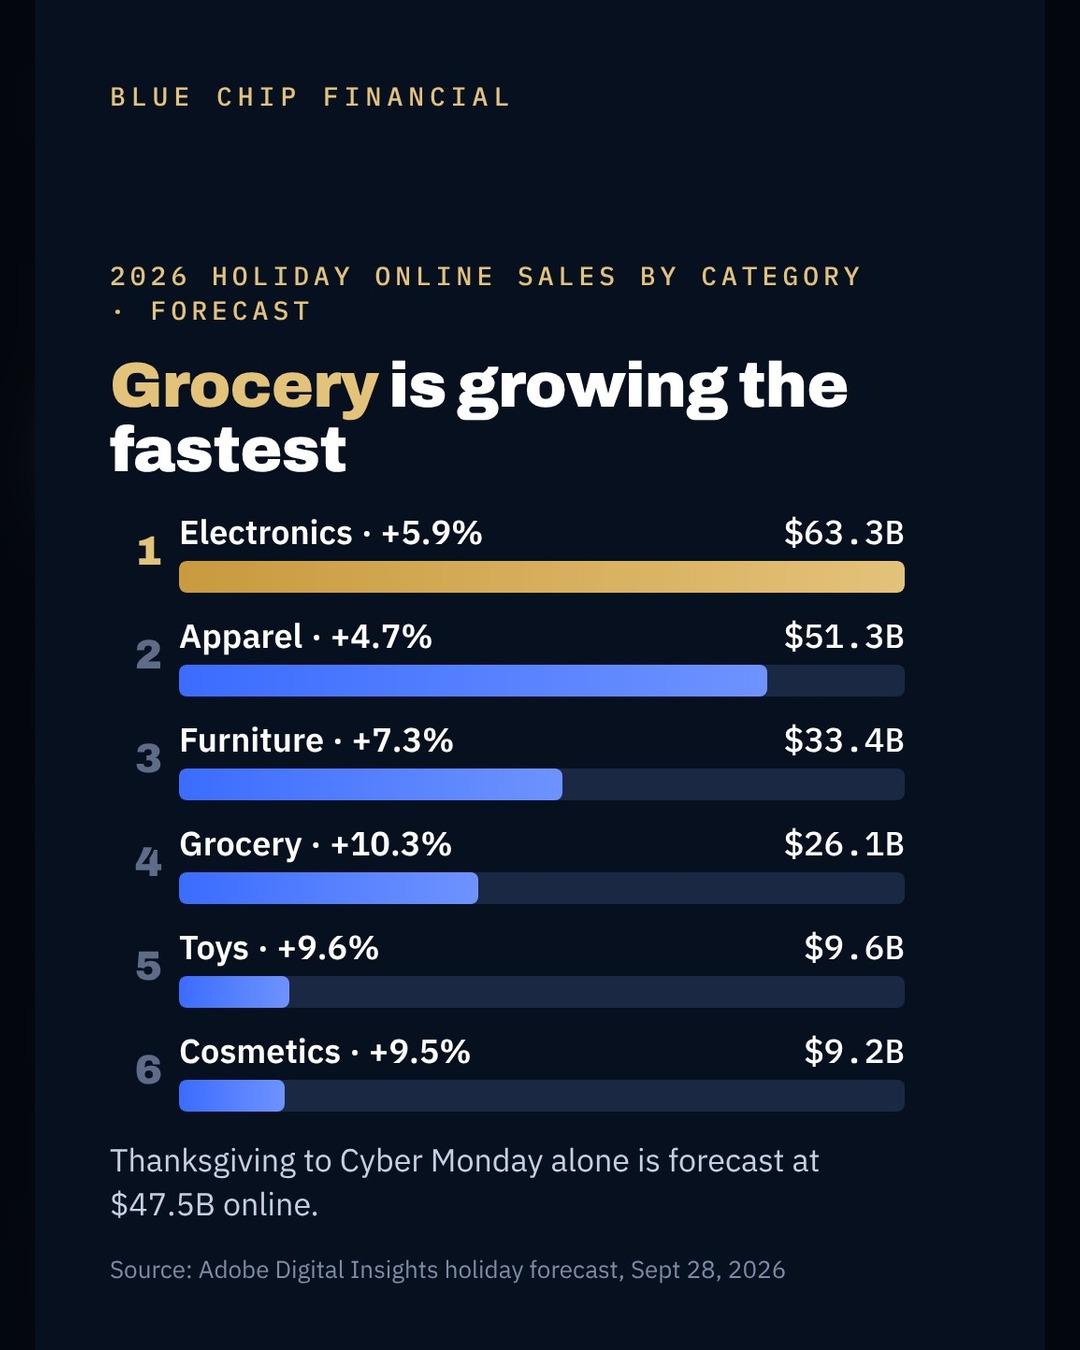 BLUE CHIP FINANCIAL
2026 HOLIDAY ONLINE SALES BY CATEGORY
· FORECAST
Grocery is growing the
fastest
1 Electronics · +5.9% $63.3B
2 Apparel · +4.7% $51.3B
3 Furniture · +7.3% $33.4B
4 Grocery · +10.3% $26.1B
5 Toys · +9.6% $9.6B
6 Cosmetics · +9.5% $9.2B
Thanksgiving to Cyber Monday alone is forecast at
$47.5B online.
Source: Adobe Digital Insights holiday forecast, Sept 28, 2026